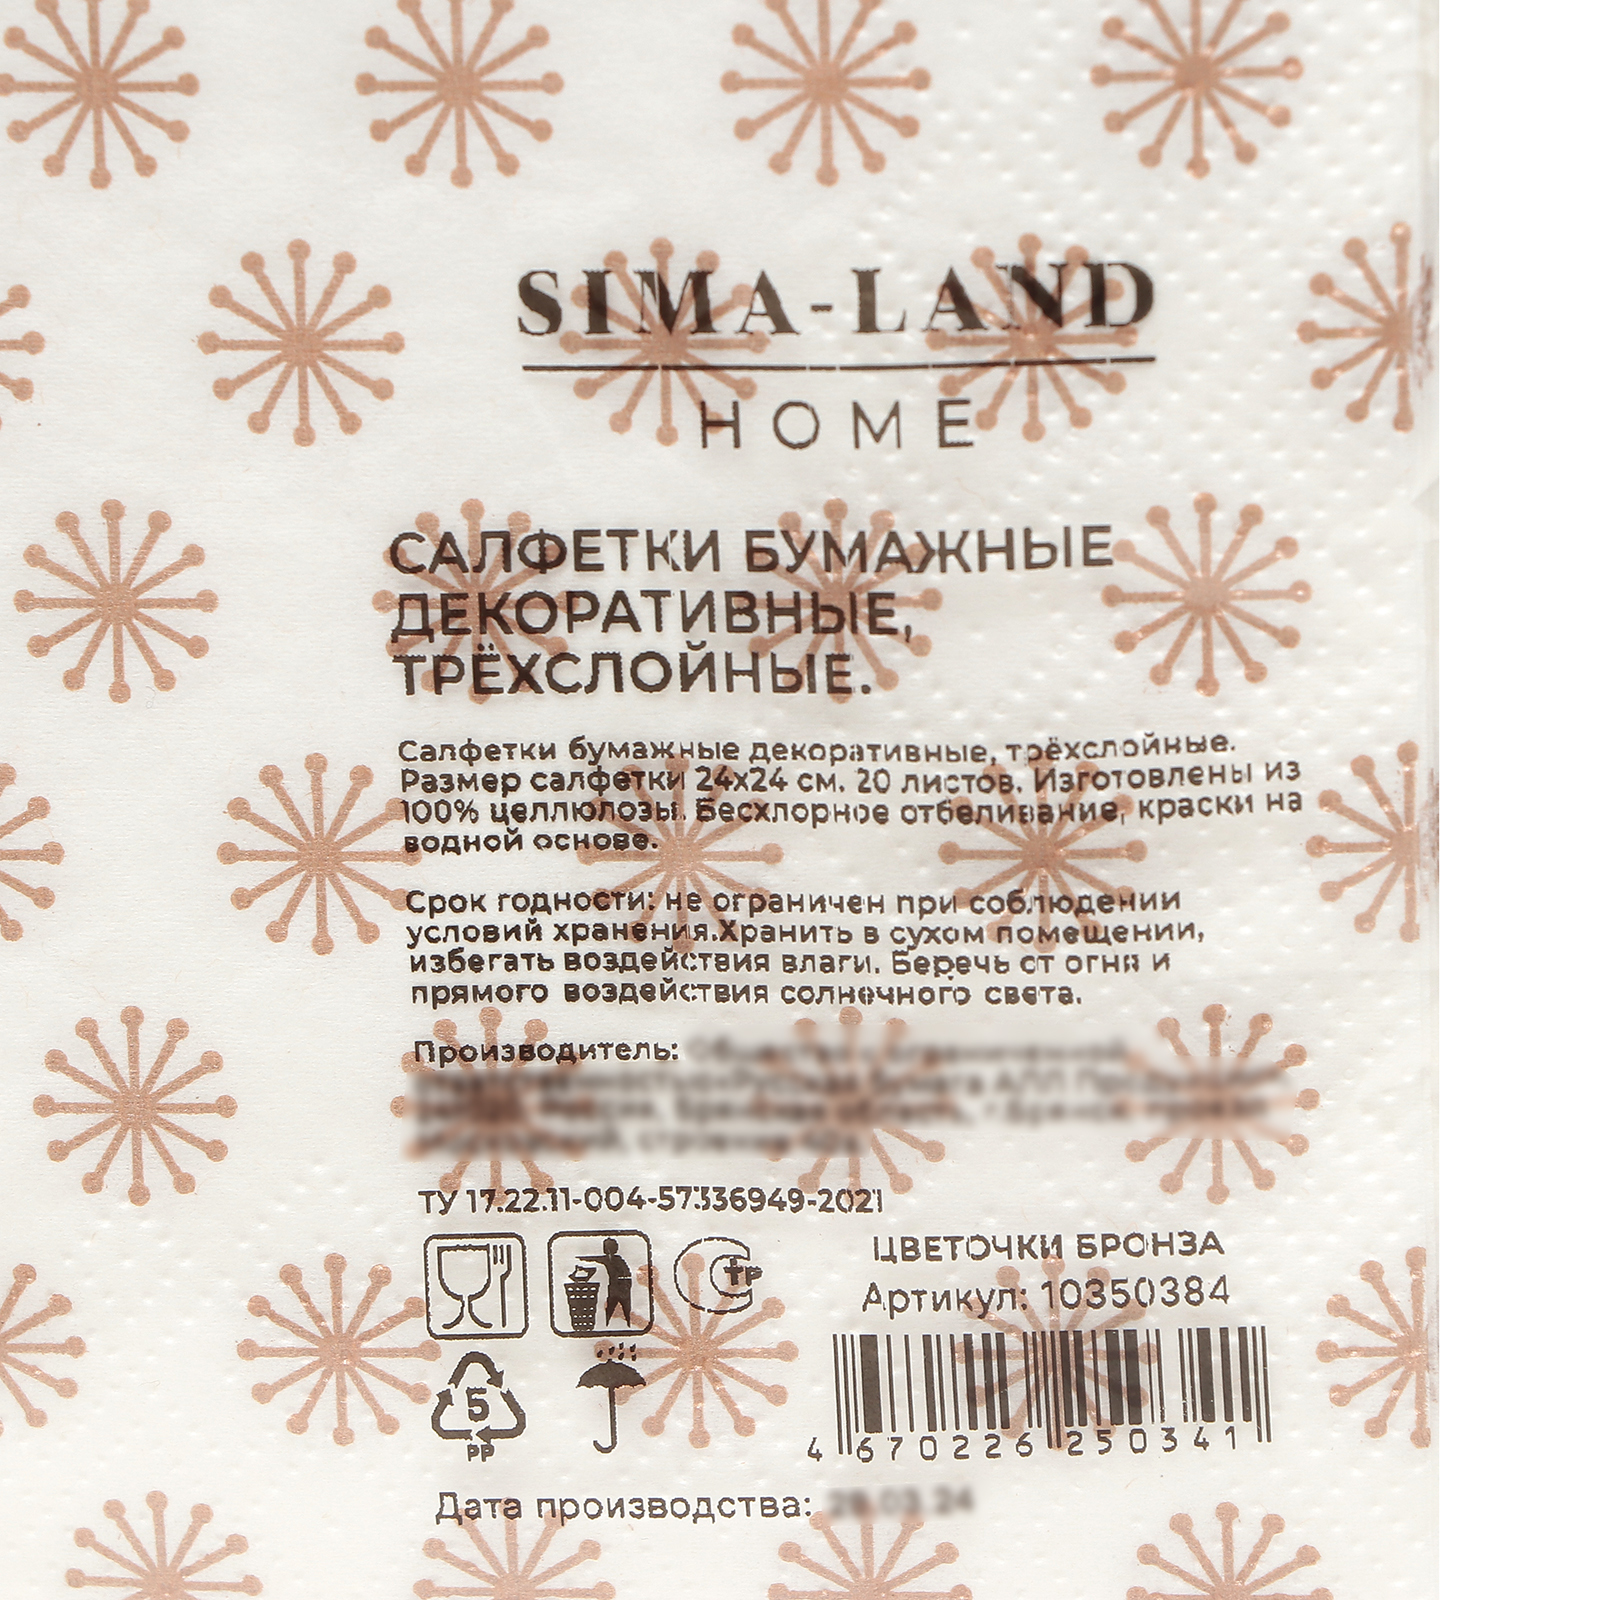 SIMA-LAND
HOME
САЛФЕТКИ БУМАЖНЫЕ
ДЕКОРАТИВНЫЕ,
ТРЁХСЛОЙНЫЕ.
Салфетки бумажные декоративные, трёхслойные.
Размер салфетки 24x24 см. 20 листов. Изготовлены из
100% целлюлозы. Бесхлорное отбеливание, краски на
водной основе.
Срок годности: не ограничен при соблюдении
условий хранения.Хранить в сухом помещении,
избегать воздействия влаги. Беречь от огня и
прямого воздействия солнечного света.
Производитель:
ТУ 17.22.11-004-57336949-2021
ЦВЕТОЧКИ БРОНЗА
Артикул: 10350384
4 670226 250341
тР
5
PP
Дата производства: